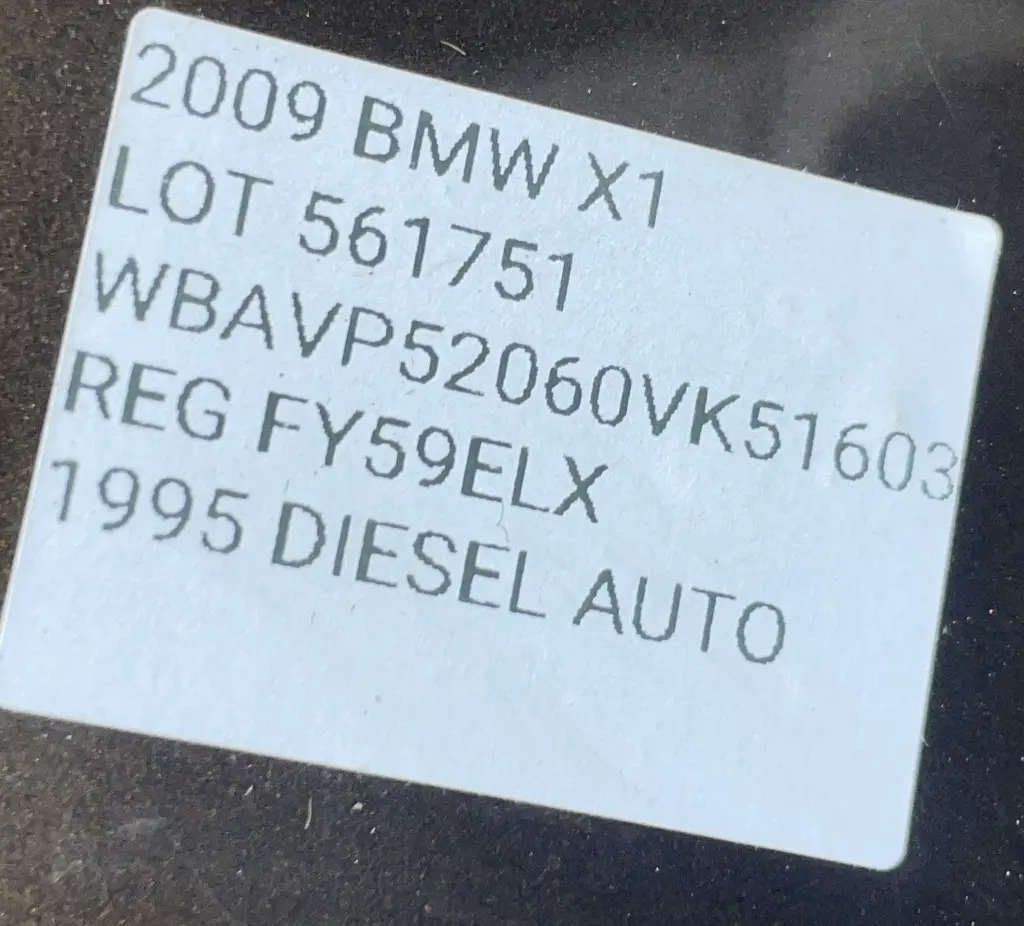 2009 BMW X1
LOT 561751
WBAVP52060VK51603
REG FY59ELX
1995 DIESEL AUTO